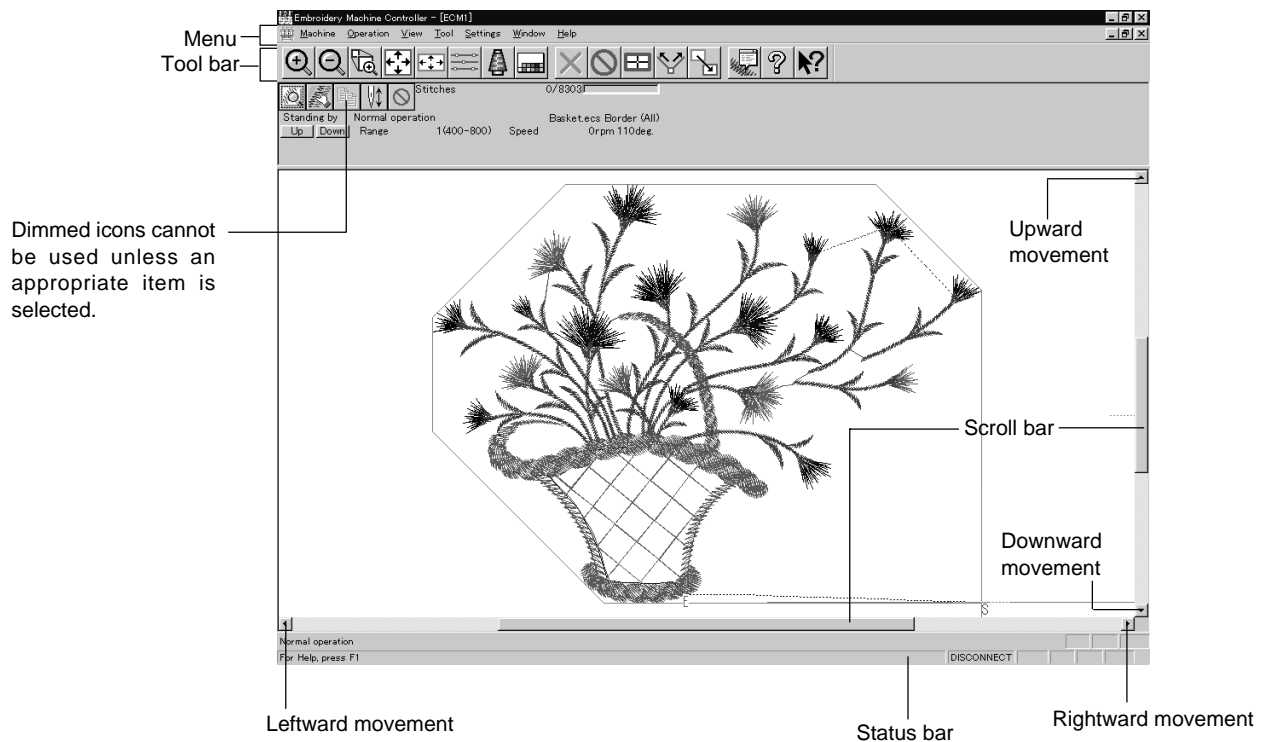 Embroidery Machine Controller - [ECM1]
Machine Operation View Tool Settings Window Help
Menu
Tool bar
Stitches 0/8303
Standing by Normal operation Basket.ecs Border (All)
Up Down Range 1(400-800) Speed 0rpm 110deg.
Dimmed icons cannot
be used unless an
appropriate item is
selected.
Upward
movement
Scroll bar
Downward
movement
E
S
Normal operation
For Help, press F1 DISCONNECT
Leftward movement
Status bar
Rightward movement